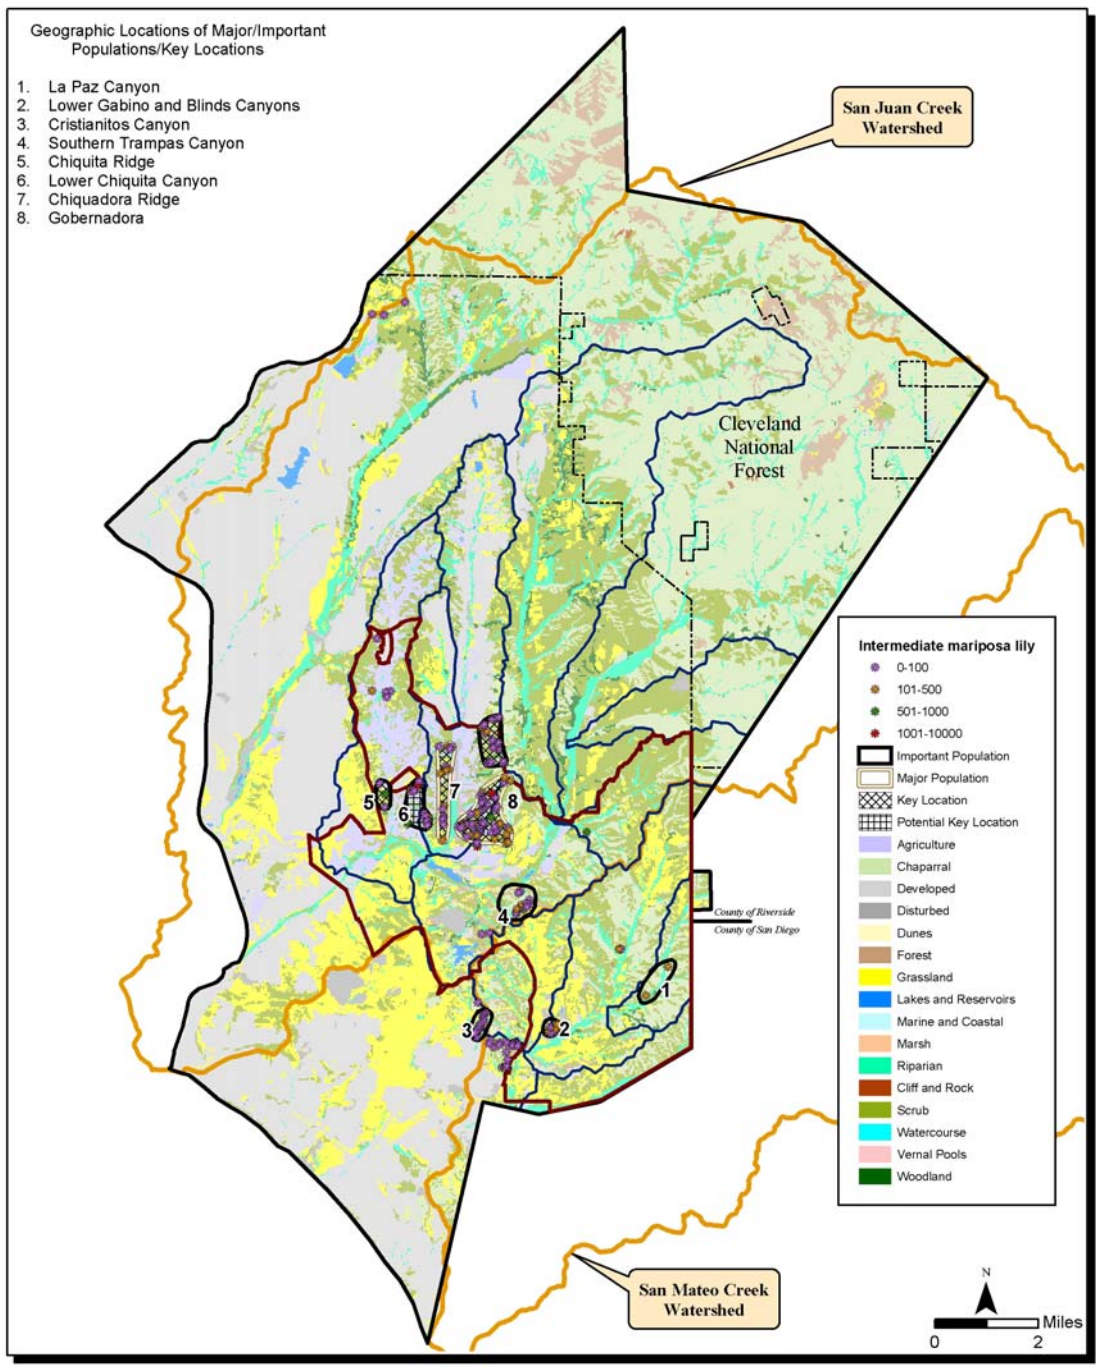 Geographic Locations of Major/Important
Populations/Key Locations
1. La Paz Canyon
2. Lower Gabino and Blinds Canyons
3. Cristianitos Canyon
4. Southern Trampas Canyon
5. Chiquita Ridge
6. Lower Chiquita Canyon
7. Chiquadora Ridge
8. Gobernadora
San Juan Creek
Watershed
Cleveland
National
Forest
5
6
7
8
4
3
2
1
County of Riverside
County of San Diego
Intermediate mariposa lily
0-100
101-500
501-1000
1001-10000
Important Population
Major Population
Key Location
Potential Key Location
Agriculture
Chaparral
Developed
Disturbed
Dunes
Forest
Grassland
Lakes and Reservoirs
Marine and Coastal
Marsh
Riparian
Cliff and Rock
Scrub
Watercourse
Vernal Pools
Woodland
San Mateo Creek
Watershed
N
Miles
0 2